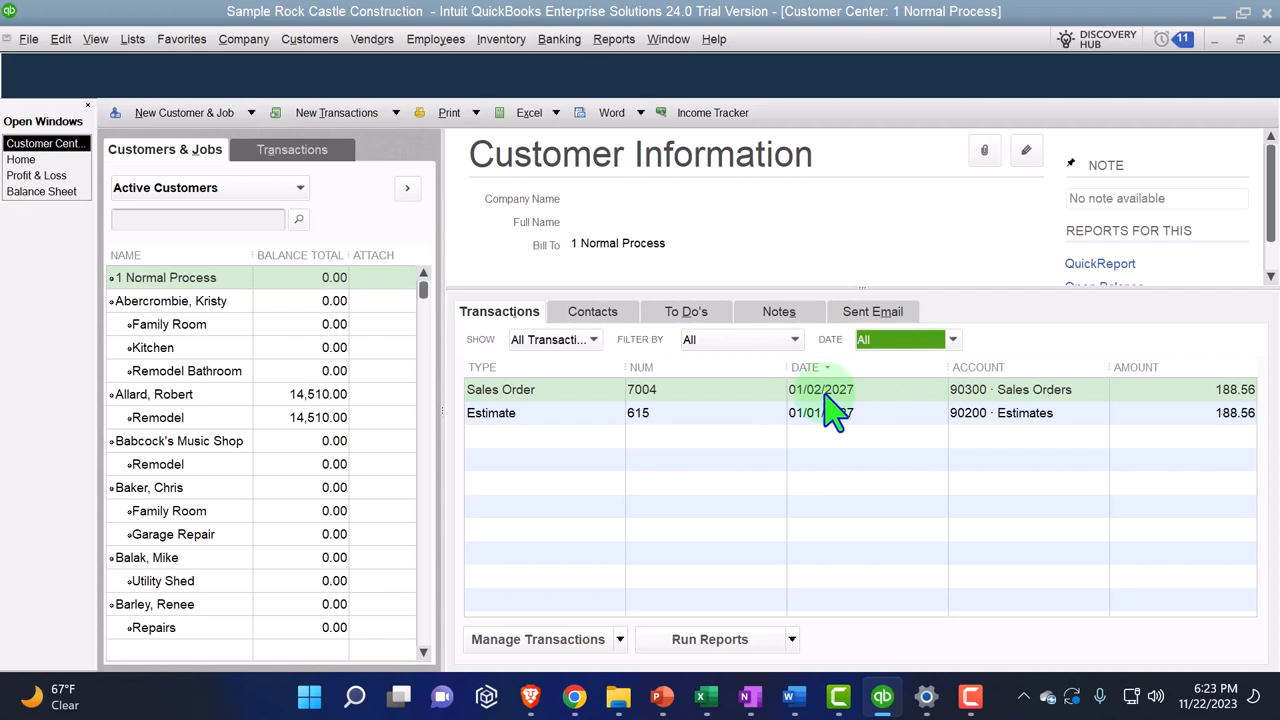 Sample Rock Castle Construction - Intuit QuickBooks Enterprise Solutions 24.0 Trial Version - [Customer Center: 1 Normal Process]
File Edit View Lists Favorites Company Customers Vendors Employees Inventory Banking Reports Window Help
DISCOVERY HUB 11
New Customer & Job New Transactions Print Excel Word Income Tracker
Open Windows
Customer Cent...
Home
Profit & Loss
Balance Sheet
Customers & Jobs Transactions
Active Customers
NAME BALANCE TOTAL ATTACH
1 Normal Process 0.00
Abercrombie, Kristy 0.00
Family Room 0.00
Kitchen 0.00
Remodel Bathroom 0.00
Allard, Robert 14,510.00
Remodel 14,510.00
Babcock's Music Shop 0.00
Remodel 0.00
Baker, Chris 0.00
Family Room 0.00
Garage Repair 0.00
Balak, Mike 0.00
Utility Shed 0.00
Barley, Renee 0.00
Repairs 0.00
Customer Information
Company Name
Full Name
Bill To 1 Normal Process
NOTE
No note available
REPORTS FOR THIS
QuickReport
Transactions Contacts To Do's Notes Sent Email
SHOW All Transacti... FILTER BY All DATE All
TYPE NUM DATE ACCOUNT AMOUNT
Sales Order 7004 01/02/2027 90300 · Sales Orders 188.56
Estimate 615 01/01/ 90200 · Estimates 188.56
Manage Transactions Run Reports
67°F
Clear
6:23 PM
11/22/2023